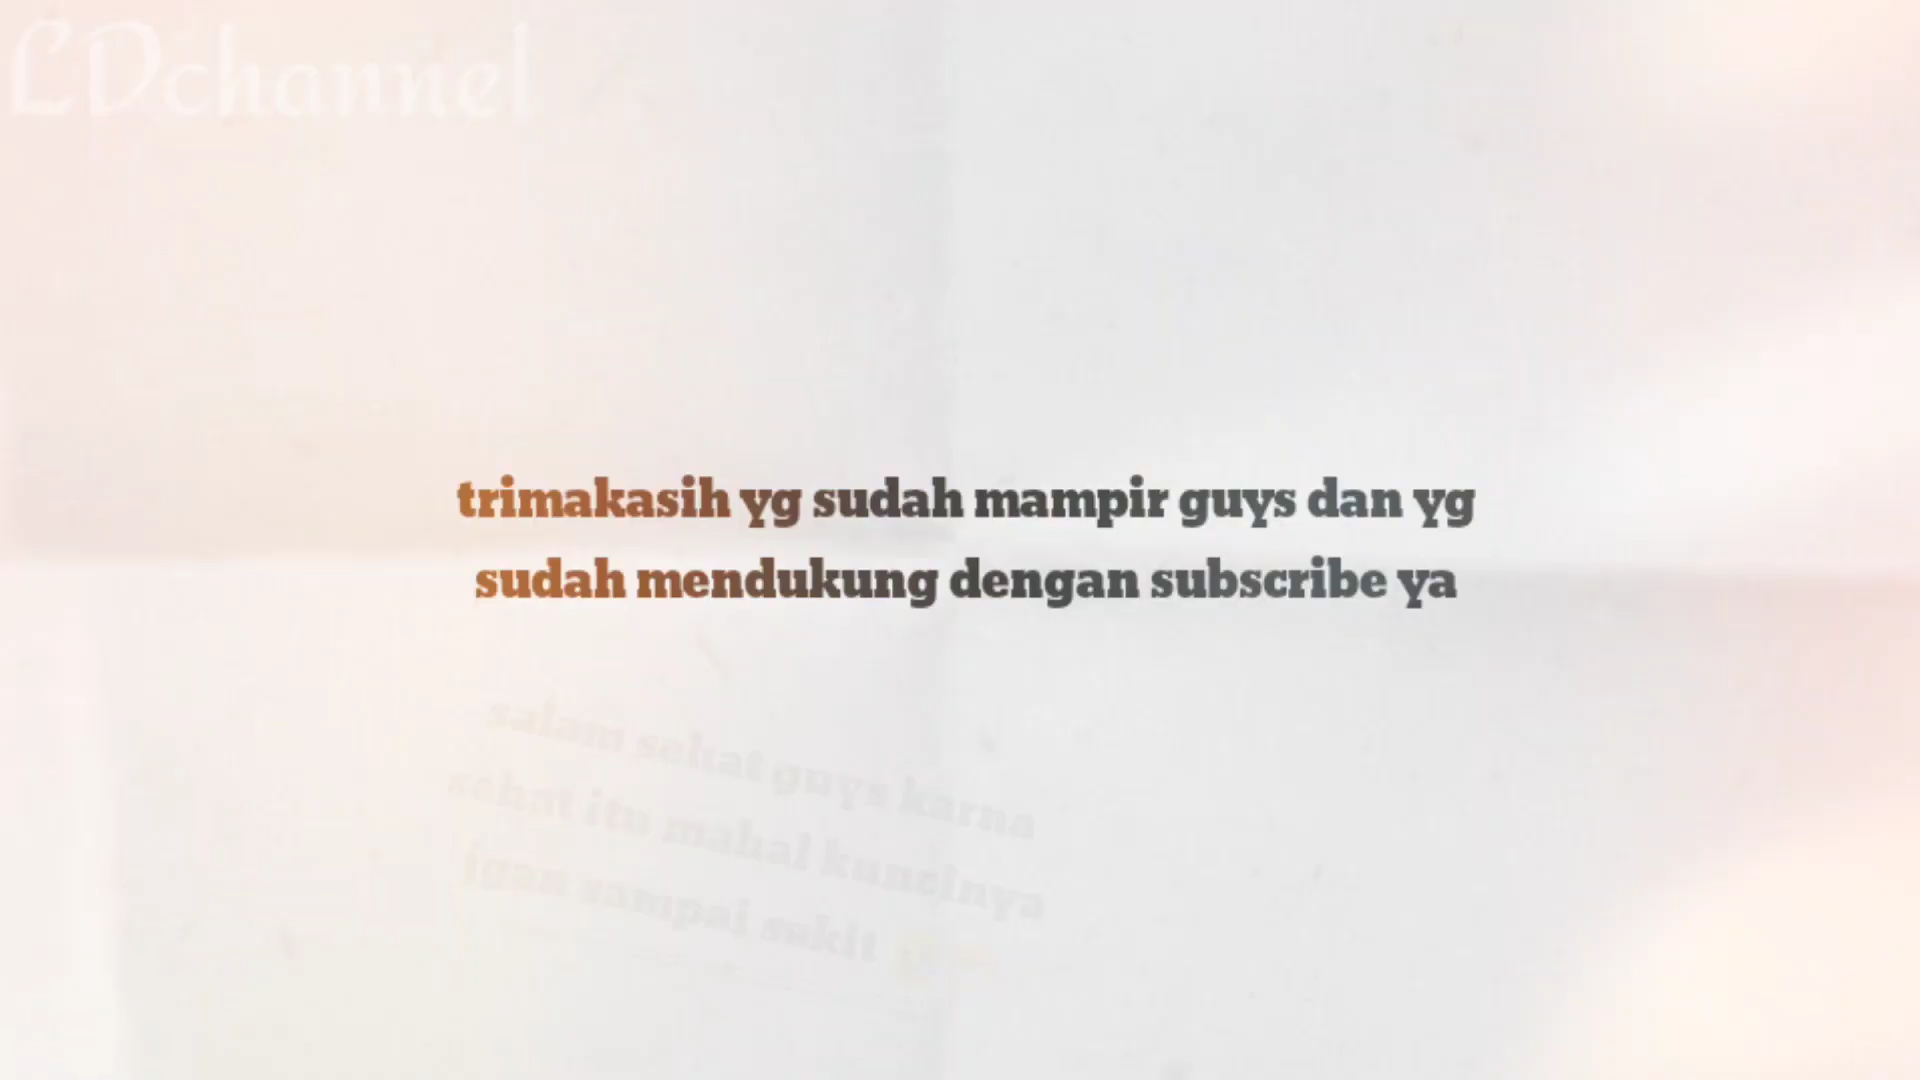 LDchannel
trimakasih yg sudah mampir guys dan yg
sudah mendukung dengan subscribe ya
salam sehat guys karna
sehat itu mahal kuncinya
jgan sampai sakit